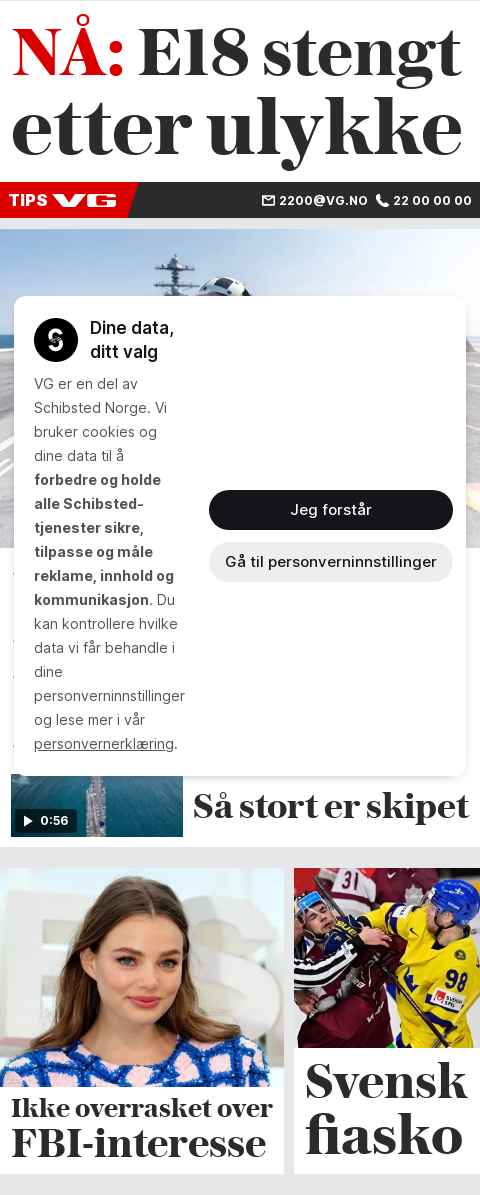 NÅ: E18 stengt
etter ulykke
TIPS VG
2200@VG.NO 22 00 00 00
Dine data,
ditt valg
VG er en del av
Schibsted Norge. Vi
bruker cookies og
dine data til å
forbedre og holde
alle Schibsted-
tjenester sikre,
tilpasse og måle
reklame, innhold og
kommunikasjon. Du
kan kontrollere hvilke
data vi får behandle i
dine
personverninnstillinger
og lese mer i vår
personvernerklæring.
Jeg forstår
Gå til personverninnstillinger
0:56
Så stort er skipet
31
98
Ikke overrasket over
FBI-interesse
Svensk
fiasko